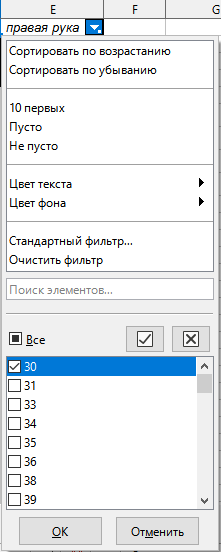 E F G
правая рука
Сортировать по возрастанию
Сортировать по убыванию
10 первых
Пусто
Не пусто
Цвет текста
Цвет фона
Стандартный фильтр...
Очистить фильтр
Поиск элементов...
Все
30
31
33
34
35
36
38
39
ОК Отменить